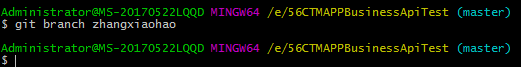 Administrator@MS-20170522LQQD MINGW64 /e/56CTMAPPBusinessApiTest (master)
$ git branch zhangxiaohao
Administrator@MS-20170522LQQD MINGW64 /e/56CTMAPPBusinessApiTest (master)
$